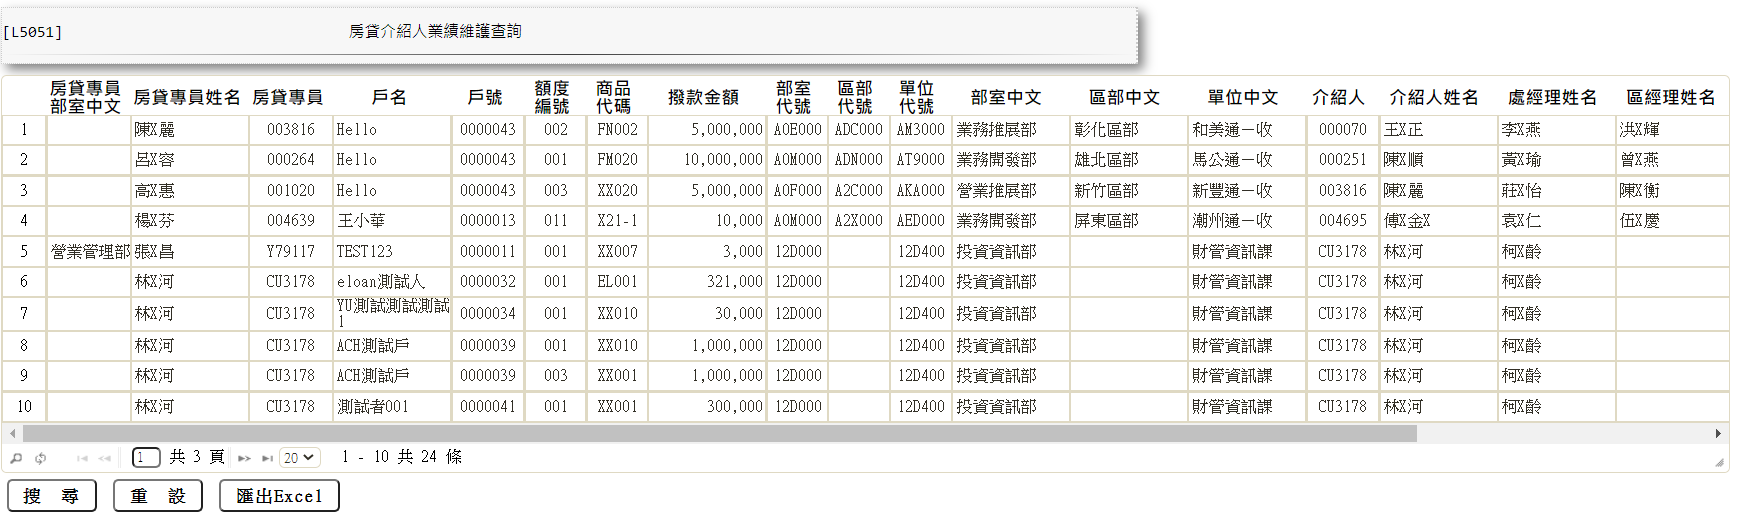 [L5051] 房貸介紹人業績維護查詢
房貸專員部室中文 房貸專員姓名 房貸專員 戶名 戶號 額度編號 商品代碼 撥款金額 部室代號 區部代號 單位代號 部室中文 區部中文 單位中文 介紹人 介紹人姓名 處經理姓名 區經理姓名
1 陳X麗 003816 Hello 0000043 002 FN002 5,000,000 A0E000 ADC000 AM3000 業務推展部 彰化區部 和美通一收 000070 王X正 李X燕 洪X輝
2 呂X容 000264 Hello 0000043 001 FM020 10,000,000 A0M000 ADN000 AT9000 業務開發部 雄北區部 馬公通一收 000251 陳X順 黃X瑜 曾X燕
3 高X惠 001020 Hello 0000043 003 XX020 5,000,000 A0F000 A2C000 AKA000 營業推展部 新竹區部 新豐通一收 003816 陳X麗 莊X怡 陳X衡
4 楊X芬 004639 王小華 0000013 011 X21-1 10,000 A0M000 A2X000 AED000 業務開發部 屏東區部 潮州通一收 004695 傅X金X 袁X仁 伍X慶
5 營業管理部 張X昌 Y79117 TEST123 0000011 001 XX007 3,000 12D000 12D400 投資資訊部 財管資訊課 CU3178 林X河 柯X齡
6 林X河 CU3178 eloan測試人 0000032 001 EL001 321,000 12D000 12D400 投資資訊部 財管資訊課 CU3178 林X河 柯X齡
7 林X河 CU3178 YU測試測試測試1 0000034 001 XX010 30,000 12D000 12D400 投資資訊部 財管資訊課 CU3178 林X河 柯X齡
8 林X河 CU3178 ACH測試戶 0000039 001 XX010 1,000,000 12D000 12D400 投資資訊部 財管資訊課 CU3178 林X河 柯X齡
9 林X河 CU3178 ACH測試戶 0000039 003 XX001 1,000,000 12D000 12D400 投資資訊部 財管資訊課 CU3178 林X河 柯X齡
10 林X河 CU3178 測試者001 0000041 001 XX001 300,000 12D000 12D400 投資資訊部 財管資訊課 CU3178 林X河 柯X齡
1 共 3 頁 20 1 - 10 共 24 條
搜 尋 重 設 匯出Excel